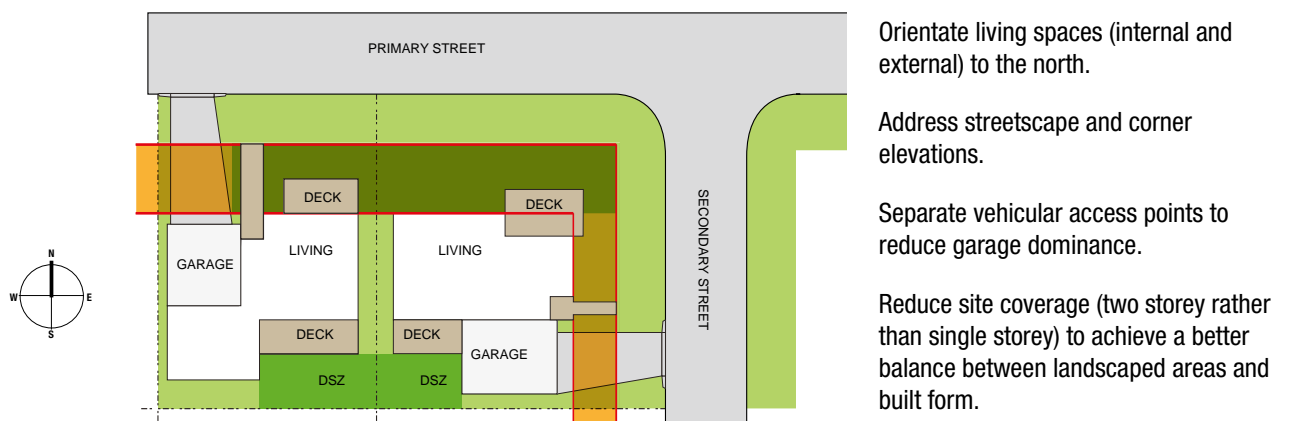 PRIMARY STREET
SECONDARY STREET
DECK
DECK
LIVING
LIVING
GARAGE
DECK
DECK
GARAGE
DSZ
DSZ
N
W
E
S
Orientate living spaces (internal and
external) to the north.
Address streetscape and corner
elevations.
Separate vehicular access points to
reduce garage dominance.
Reduce site coverage (two storey rather
than single storey) to achieve a better
balance between landscaped areas and
built form.